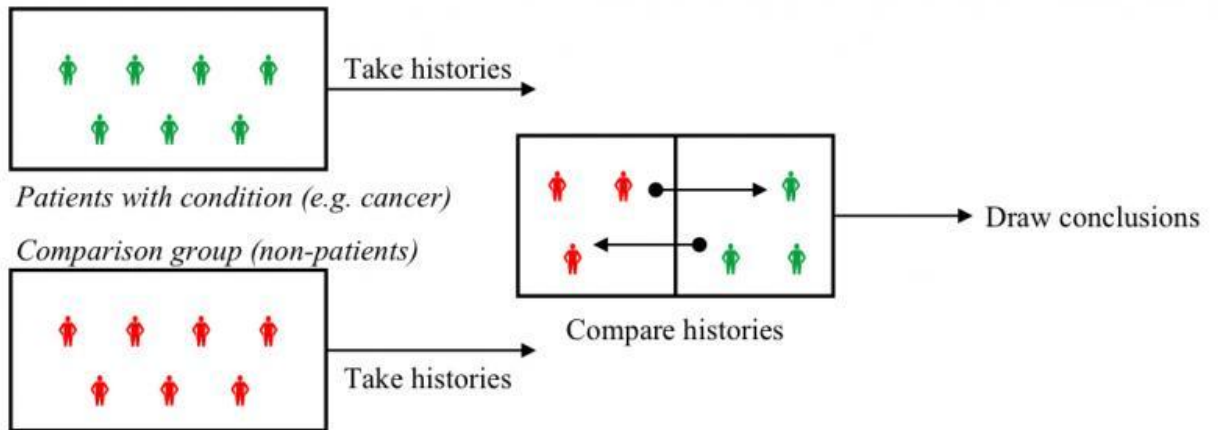 Take histories
Patients with condition (e.g. cancer)
Comparison group (non-patients)
Take histories
Compare histories
Draw conclusions